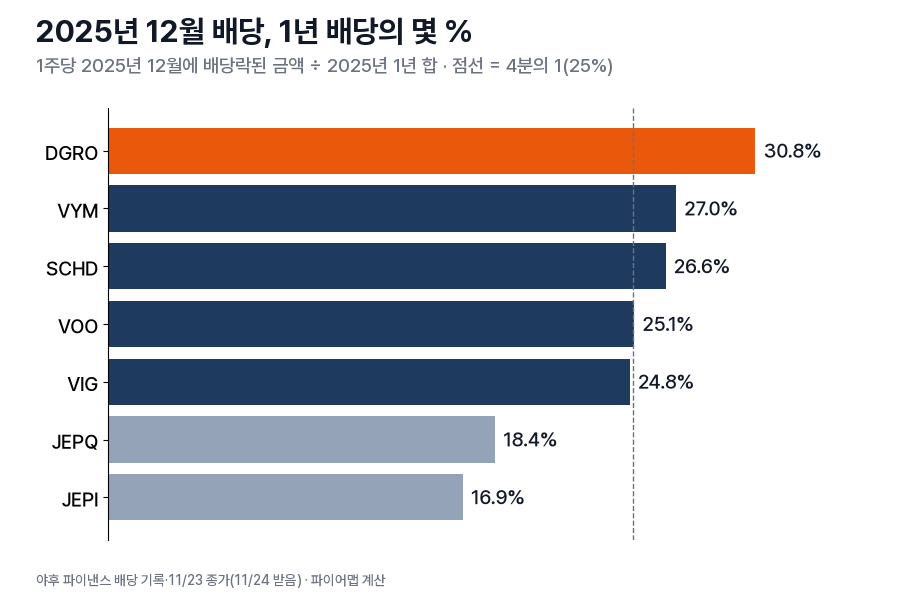 2025년 12월 배당, 1년 배당의 몇 %
1주당 2025년 12월에 배당락된 금액 ÷ 2025년 1년 합 · 점선 = 4분의 1(25%)
DGRO 30.8%
VYM 27.0%
SCHD 26.6%
VOO 25.1%
VIG 24.8%
JEPQ 18.4%
JEPI 16.9%
야후 파이낸스 배당 기록·11/23 종가(11/24 받음) · 파이어맵 계산